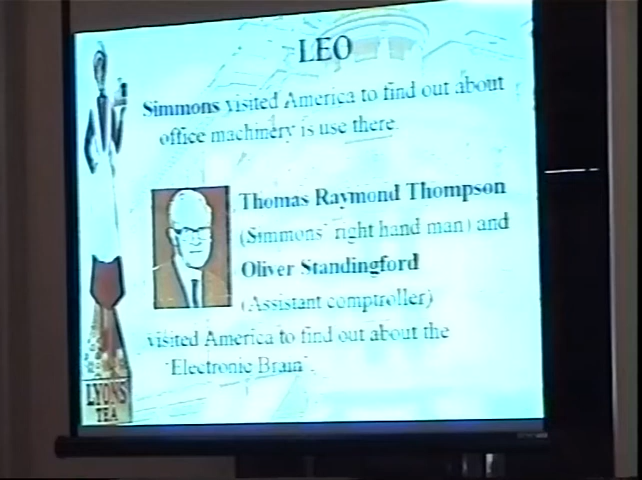 LEO
Simmons visited America to find out about
office machinery is use there.
Thomas Raymond Thompson
(Simmons' right hand man) and
Oliver Standingford
(Assistant comptroller)
visited America to find out about the
'Electronic Brain'.
LYONS
TEA